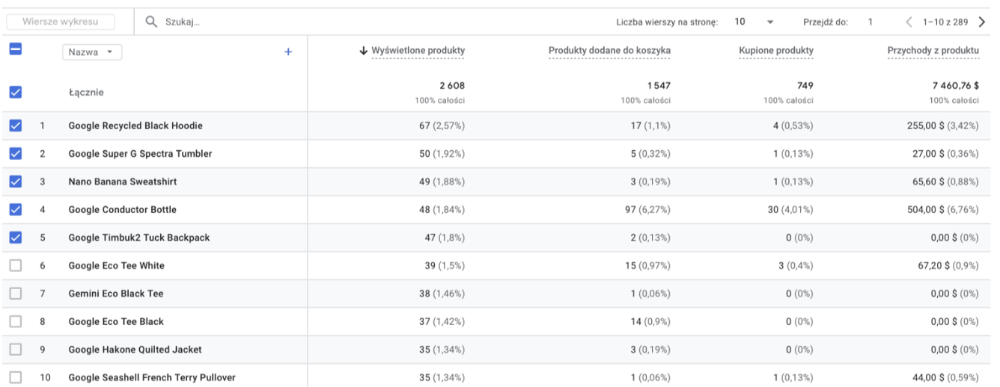 Wiersze wykresu Szukaj... Liczba wierszy na stronę: 10 Przejdź do: 1 1–10 z 289
Nazwa + Wyświetlone produkty Produkty dodane do koszyka Kupione produkty Przychody z produktu
Łącznie 2 608 1 547 749 7 460,76 $
100% całości 100% całości 100% całości 100% całości
1 Google Recycled Black Hoodie 67 (2,57%) 17 (1,1%) 4 (0,53%) 255,00 $ (3,42%)
2 Google Super G Spectra Tumbler 50 (1,92%) 5 (0,32%) 1 (0,13%) 27,00 $ (0,36%)
3 Nano Banana Sweatshirt 49 (1,88%) 3 (0,19%) 1 (0,13%) 65,60 $ (0,88%)
4 Google Conductor Bottle 48 (1,84%) 97 (6,27%) 30 (4,01%) 504,00 $ (6,76%)
5 Google Timbuk2 Tuck Backpack 47 (1,8%) 2 (0,13%) 0 (0%) 0,00 $ (0%)
6 Google Eco Tee White 39 (1,5%) 15 (0,97%) 3 (0,4%) 67,20 $ (0,9%)
7 Gemini Eco Black Tee 38 (1,46%) 1 (0,06%) 0 (0%) 0,00 $ (0%)
8 Google Eco Tee Black 37 (1,42%) 14 (0,9%) 0 (0%) 0,00 $ (0%)
9 Google Hakone Quilted Jacket 35 (1,34%) 3 (0,19%) 0 (0%) 0,00 $ (0%)
10 Google Seashell French Terry Pullover 35 (1,34%) 1 (0,06%) 1 (0,13%) 44,00 $ (0,59%)